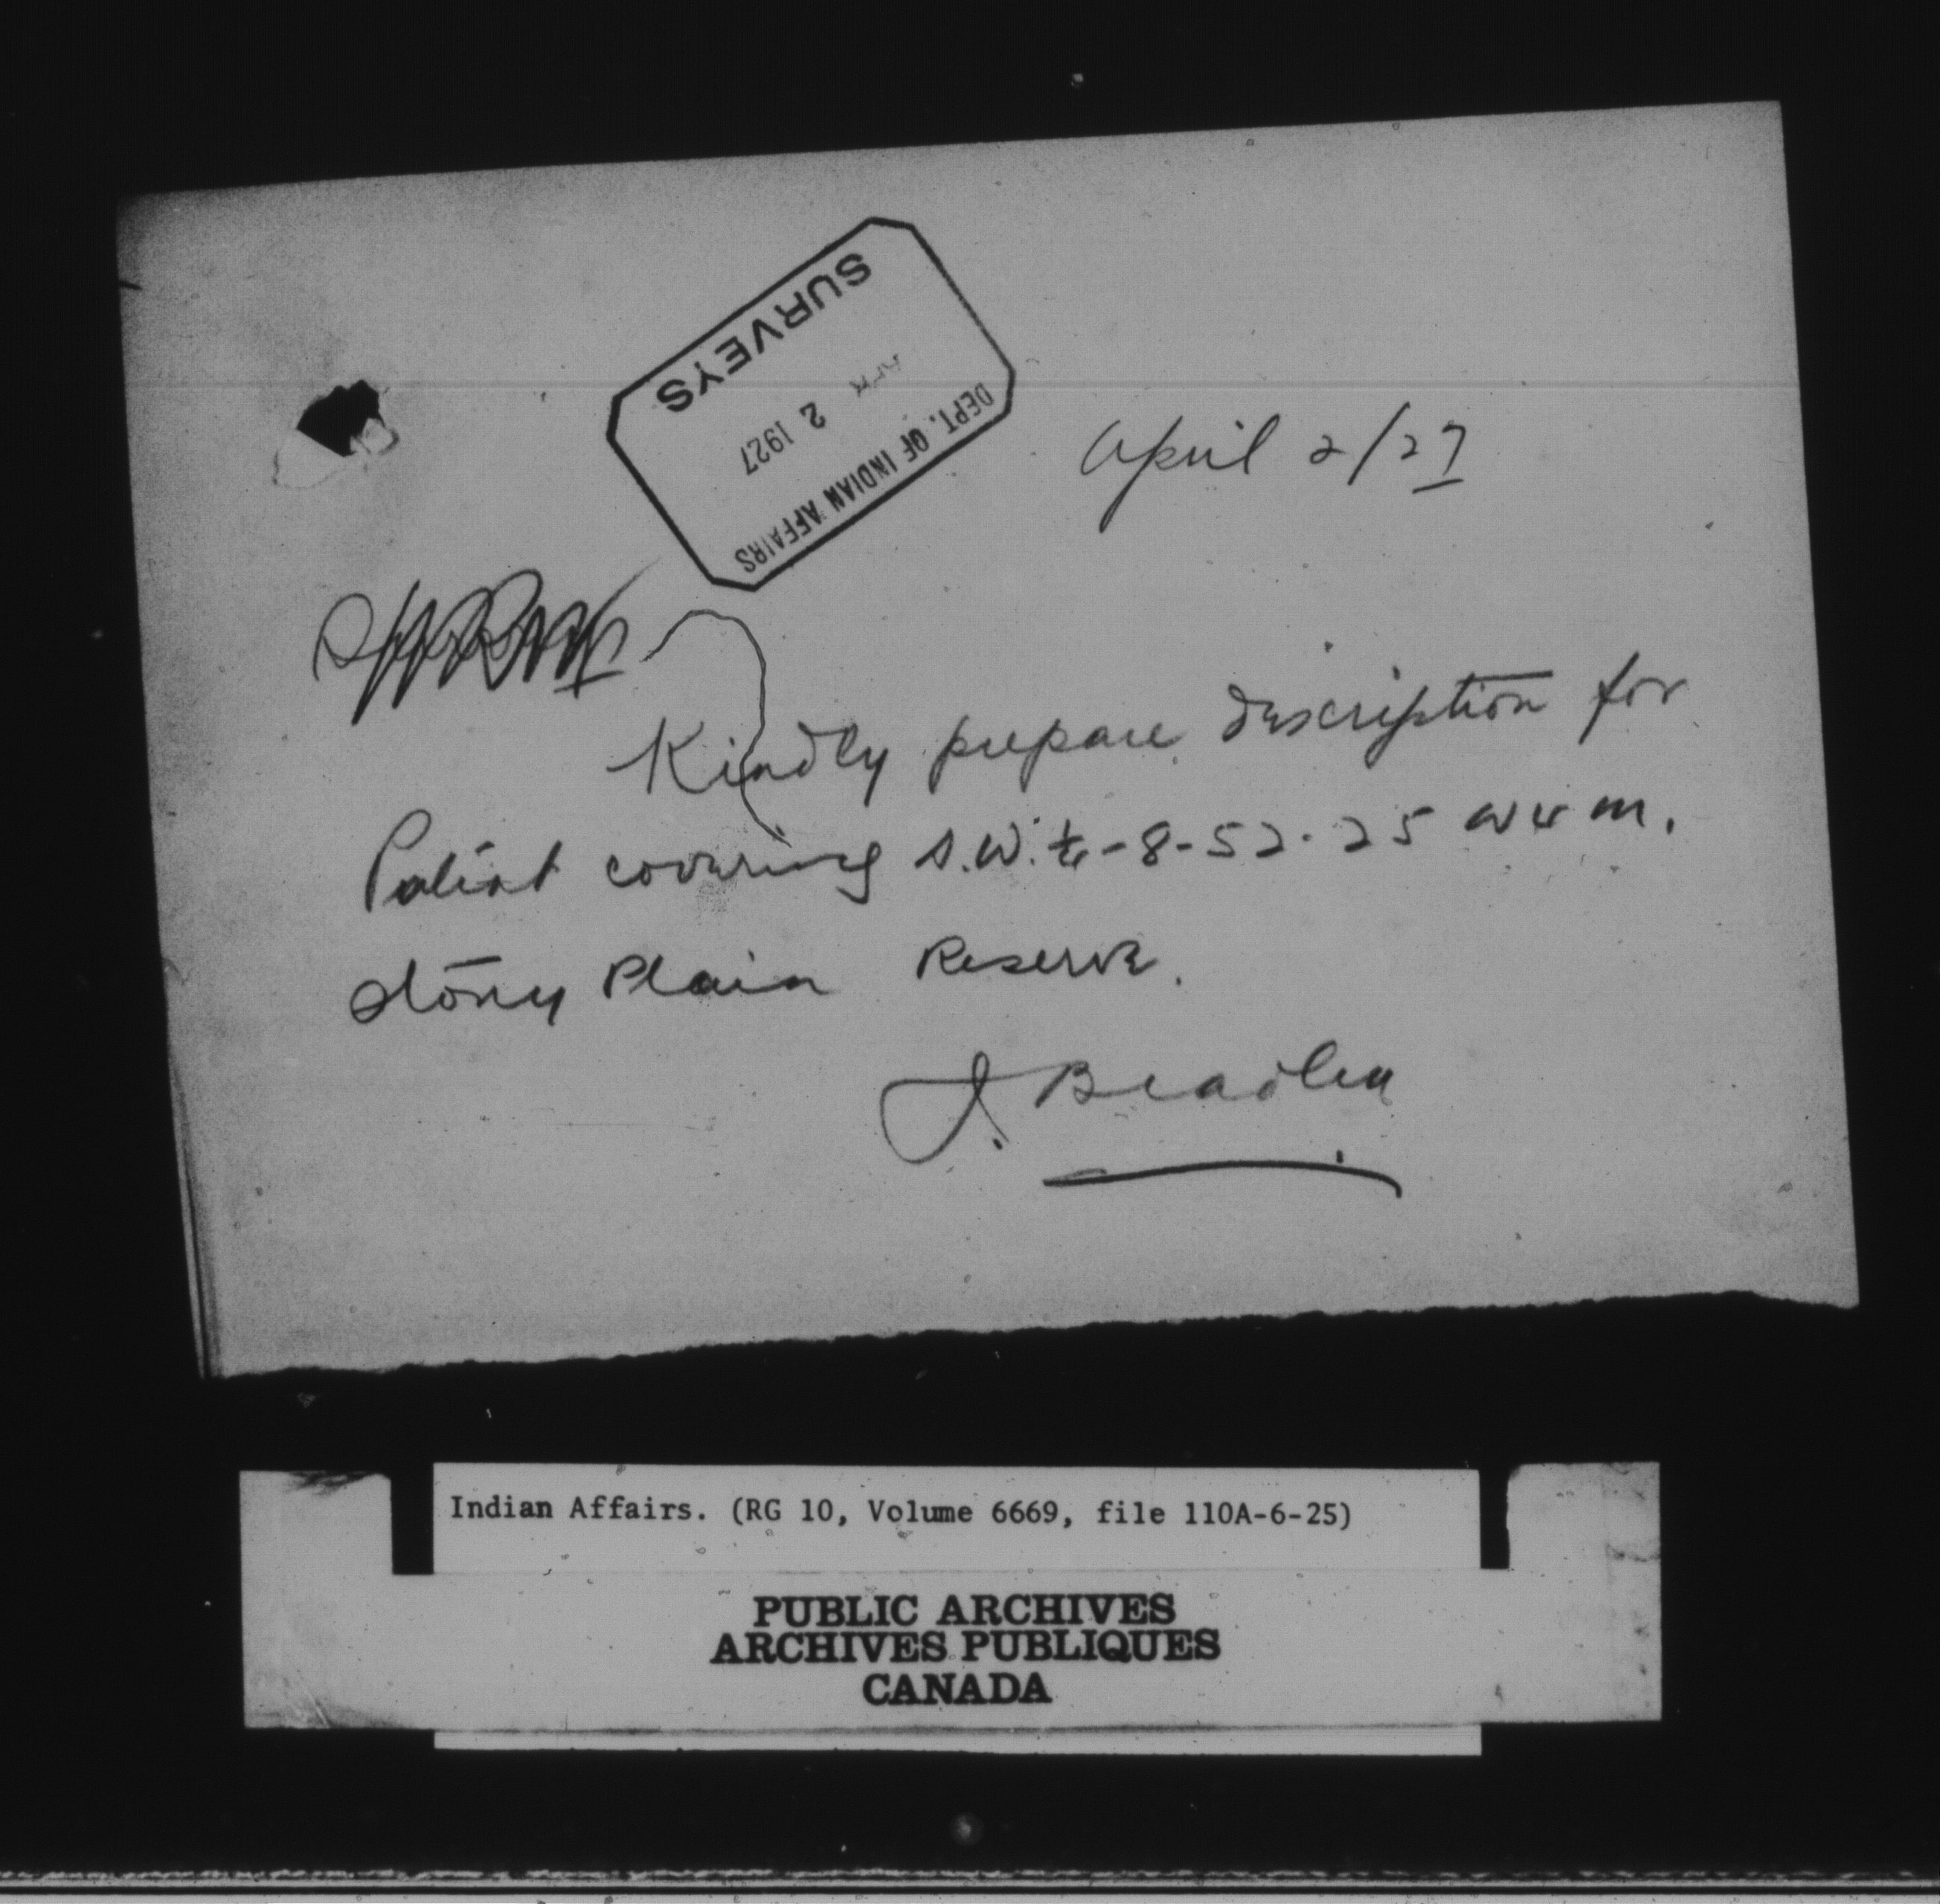 SURVEYS
APR 2 1927
DEPT. OF INDIAN AFFAIRS
April 2/27
Kindly prepare description for
Patent covering S.W. ¼-8-52-25 W4M.
Stony Plain Reserve.
J.
Indian Affairs. (RG 10, Volume 6669, file 110A-6-25)
PUBLIC ARCHIVES
ARCHIVES PUBLIQUES
CANADA